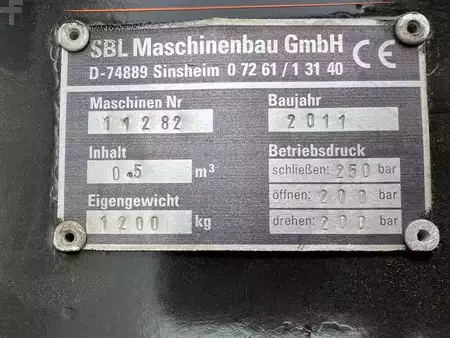 SBL Maschinenbau GmbH CE
D-74889 Sinsheim 0 72 61 / 1 31 40
Maschinen Nr Baujahr
11282 2011
Inhalt Betriebsdruck
0.5 m³ schließen: 250 bar
Eigengewicht öffnen: 200 bar
1200 kg drehen: 200 bar